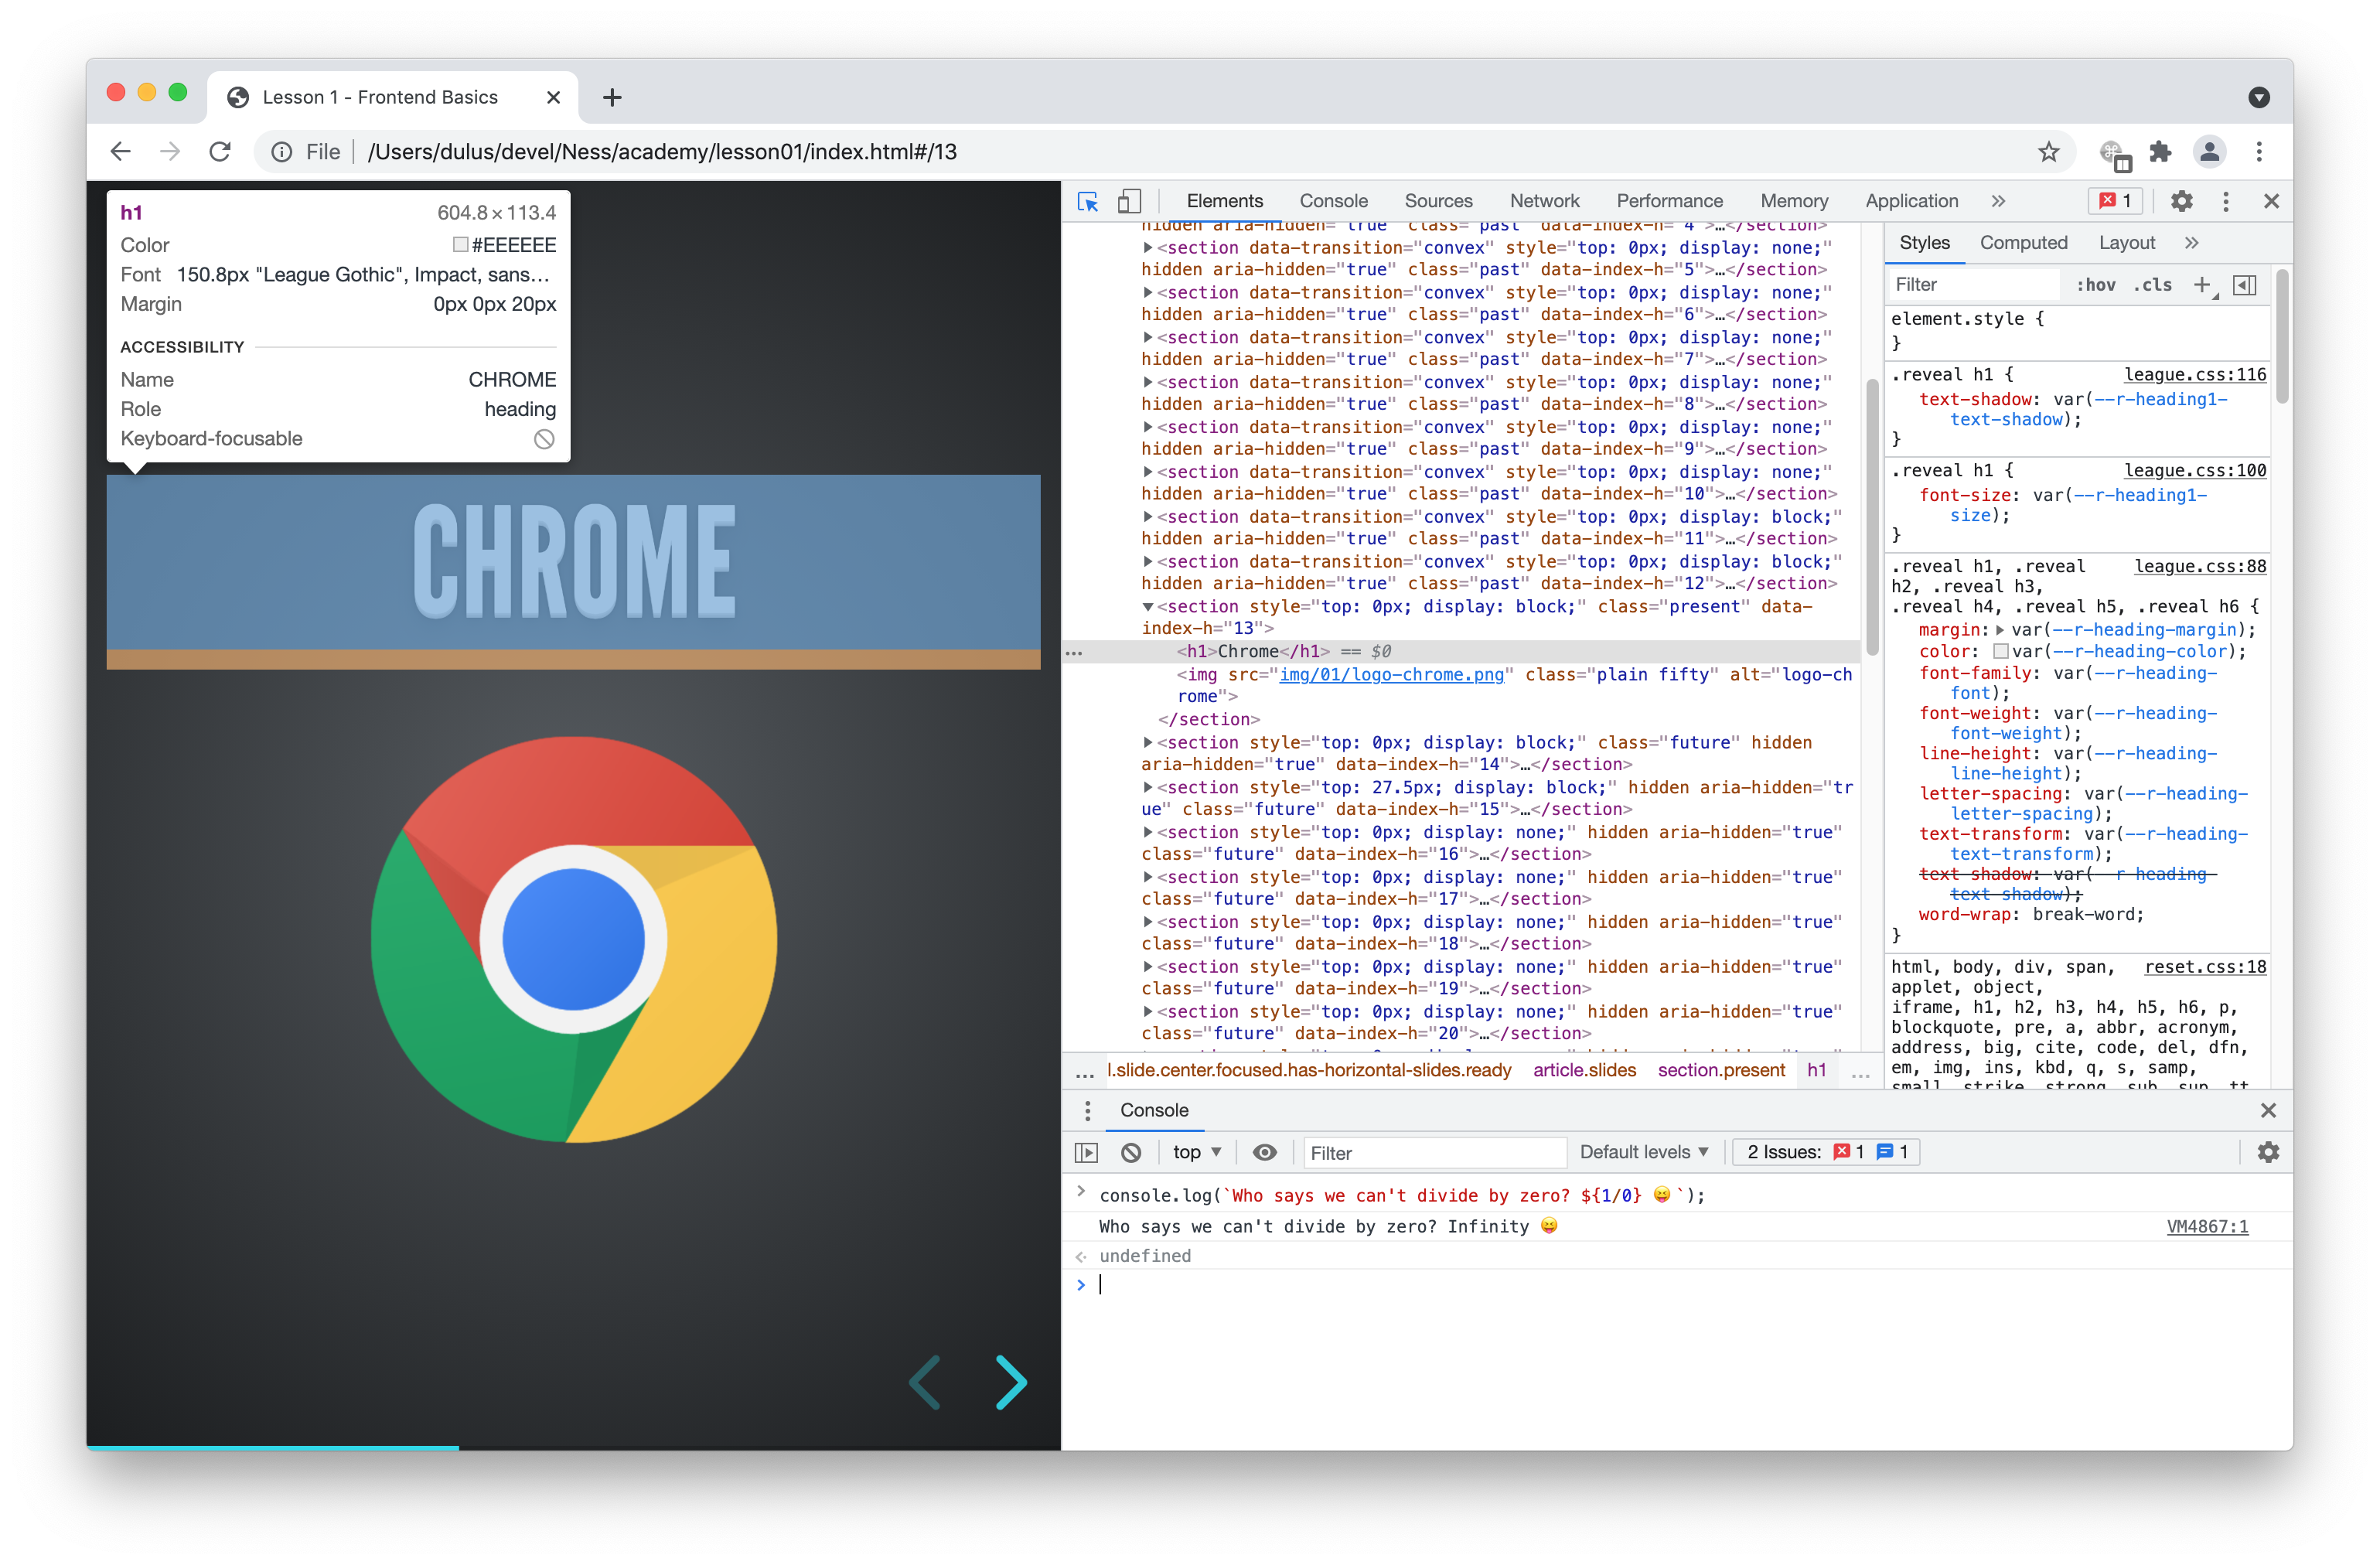 Lesson 1 - Frontend Basics
File /Users/dulus/devel/Ness/academy/lesson01/index.html#/13
h1 604.8 × 113.4
Color #EEEEEE
Font 150.8px "League Gothic", Impact, sans…
Margin 0px 0px 20px
ACCESSIBILITY
Name CHROME
Role heading
Keyboard-focusable
CHROME
Elements Console Sources Network Performance Memory Application » 1
hidden aria-hidden="true" class="past" data-index-h="4">…</section>
▶<section data-transition="convex" style="top: 0px; display: none;"
hidden aria-hidden="true" class="past" data-index-h="5">…</section>
▶<section data-transition="convex" style="top: 0px; display: none;"
hidden aria-hidden="true" class="past" data-index-h="6">…</section>
▶<section data-transition="convex" style="top: 0px; display: none;"
hidden aria-hidden="true" class="past" data-index-h="7">…</section>
▶<section data-transition="convex" style="top: 0px; display: none;"
hidden aria-hidden="true" class="past" data-index-h="8">…</section>
▶<section data-transition="convex" style="top: 0px; display: none;"
hidden aria-hidden="true" class="past" data-index-h="9">…</section>
▶<section data-transition="convex" style="top: 0px; display: none;"
hidden aria-hidden="true" class="past" data-index-h="10">…</section>
▶<section data-transition="convex" style="top: 0px; display: block;"
hidden aria-hidden="true" class="past" data-index-h="11">…</section>
▶<section data-transition="convex" style="top: 0px; display: block;"
hidden aria-hidden="true" class="past" data-index-h="12">…</section>
▼<section style="top: 0px; display: block;" class="present" data-
index-h="13">
… <h1>Chrome</h1> == $0
<img src="img/01/logo-chrome.png" class="plain fifty" alt="logo-ch
rome">
</section>
▶<section style="top: 0px; display: block;" class="future" hidden
aria-hidden="true" data-index-h="14">…</section>
▶<section style="top: 27.5px; display: block;" hidden aria-hidden="tr
ue" class="future" data-index-h="15">…</section>
▶<section style="top: 0px; display: none;" hidden aria-hidden="true"
class="future" data-index-h="16">…</section>
▶<section style="top: 0px; display: none;" hidden aria-hidden="true"
class="future" data-index-h="17">…</section>
▶<section style="top: 0px; display: none;" hidden aria-hidden="true"
class="future" data-index-h="18">…</section>
▶<section style="top: 0px; display: none;" hidden aria-hidden="true"
class="future" data-index-h="19">…</section>
▶<section style="top: 0px; display: none;" hidden aria-hidden="true"
class="future" data-index-h="20">…</section>
… l.slide.center.focused.has-horizontal-slides.ready article.slides section.present h1 …
Styles Computed Layout »
Filter :hov .cls +
element.style {
}
.reveal h1 { league.css:116
text-shadow: var(--r-heading1-
text-shadow);
}
.reveal h1 { league.css:100
font-size: var(--r-heading1-
size);
}
.reveal h1, .reveal league.css:88
h2, .reveal h3,
.reveal h4, .reveal h5, .reveal h6 {
margin:▶ var(--r-heading-margin);
color: var(--r-heading-color);
font-family: var(--r-heading-
font);
font-weight: var(--r-heading-
font-weight);
line-height: var(--r-heading-
line-height);
letter-spacing: var(--r-heading-
letter-spacing);
text-transform: var(--r-heading-
text-transform);
text-shadow: var(--r-heading-
text-shadow);
word-wrap: break-word;
}
html, body, div, span, reset.css:18
applet, object,
iframe, h1, h2, h3, h4, h5, h6, p,
blockquote, pre, a, abbr, acronym,
address, big, cite, code, del, dfn,
em, img, ins, kbd, q, s, samp,
small, strike, strong, sub, sup, tt,
Console
top ▼ Filter Default levels ▼ 2 Issues: 1 1
> console.log(`Who says we can't divide by zero? ${1/0} 😝 `);
Who says we can't divide by zero? Infinity 😝 VM4867:1
undefined
>